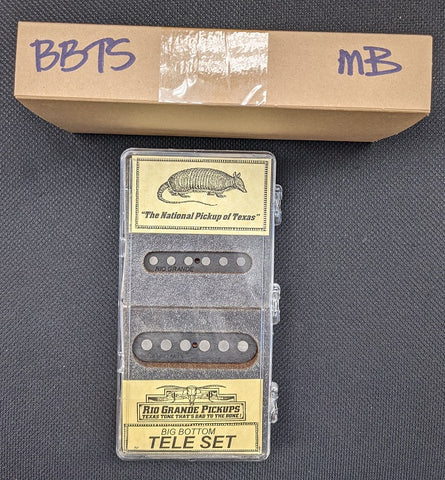 BBTS
MB
"The National Pickup of Texas"
RIO GRANDE
RIO GRANDE PICKUPS
TEXAS TONE THAT'S BAD TO THE BONE!
BIG BOTTOM
TELE SET